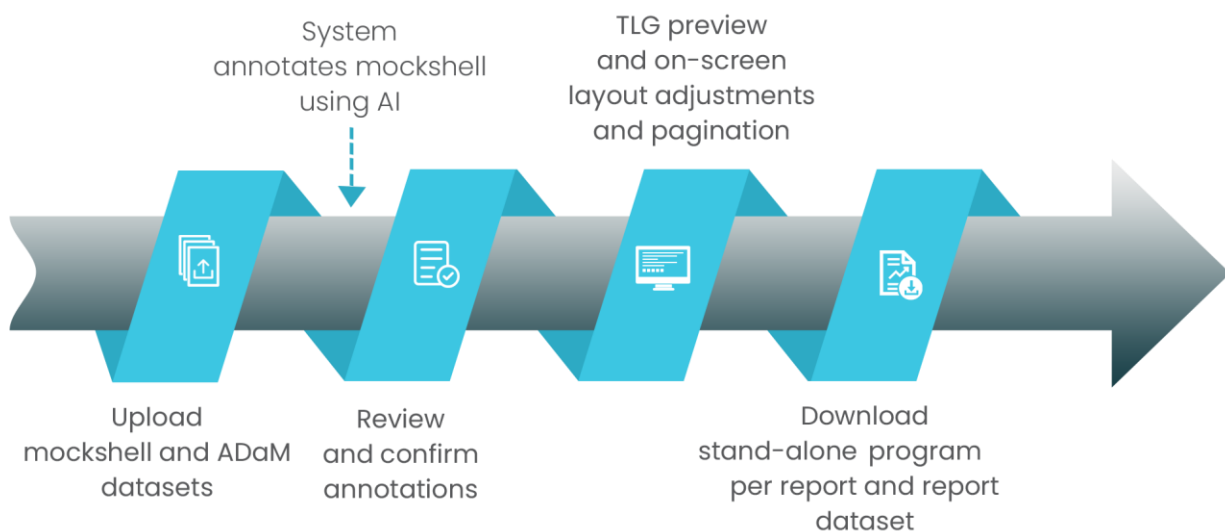 System
annotates mockshell
using AI
TLG preview
and on-screen
layout adjustments
and pagination
Upload
mockshell and ADaM
datasets
Review
and confirm
annotations
Download
stand-alone program
per report and report
dataset